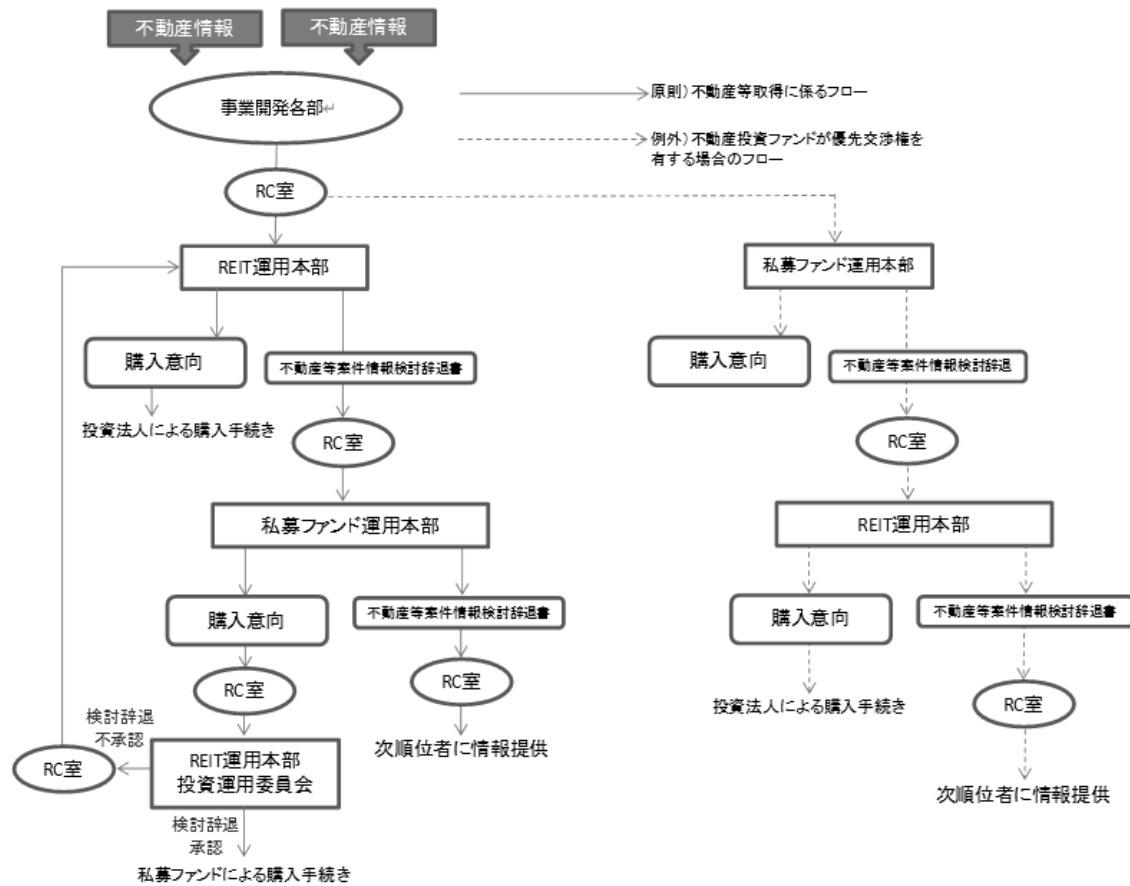 不動産情報
不動産情報
事業開発各部↵
原則）不動産等取得に係るフロー
例外）不動産投資ファンドが優先交渉権を
有する場合のフロー
RC室
REIT運用本部
私募ファンド運用本部
購入意向
不動産等案件情報検討辞退書
購入意向
不動産等案件情報検討辞退
投資法人による購入手続き
RC室
RC室
私募ファンド運用本部
REIT運用本部
購入意向
不動産等案件情報検討辞退書
購入意向
不動産等案件情報検討辞退書
RC室
RC室
投資法人による購入手続き
RC室
検討辞退
不承認
次順位者に情報提供
RC室
REIT運用本部
投資運用委員会
次順位者に情報提供
検討辞退
承認
私募ファンドによる購入手続き